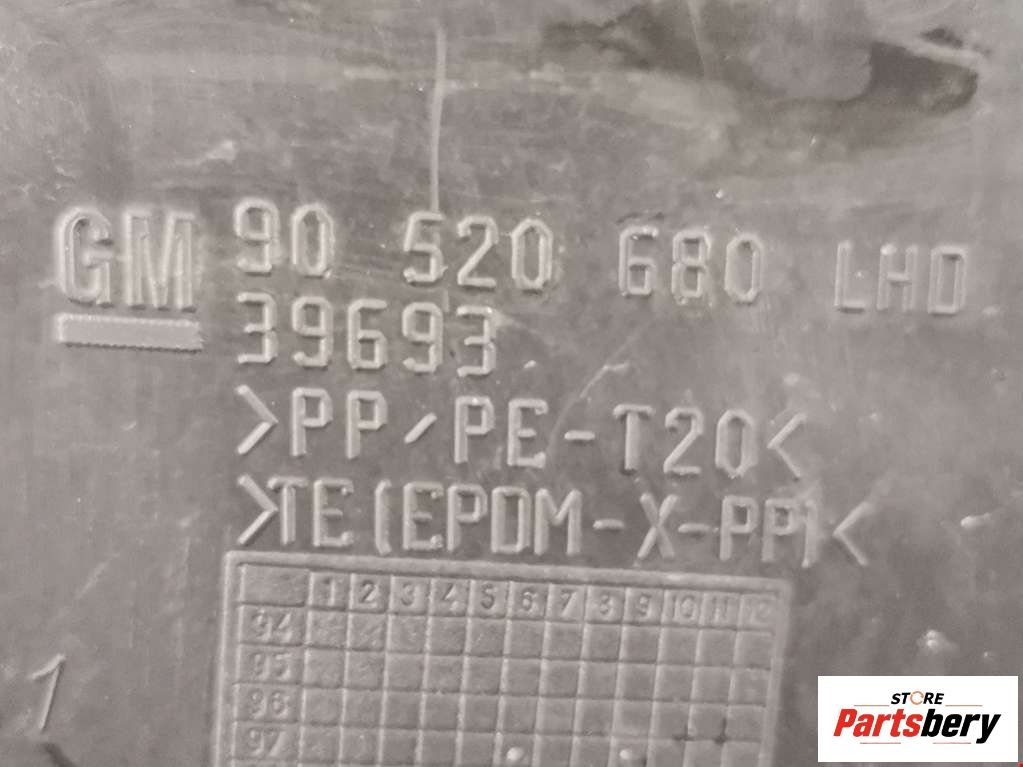 GM 90 520 680 LHD
39693
>PP/PE-T20<
>TE(EPDM-X-PP)<
1 2 3 4 5 6 7 8 9 10 11 12
94
95
96
97
1
STORE
Partsbery